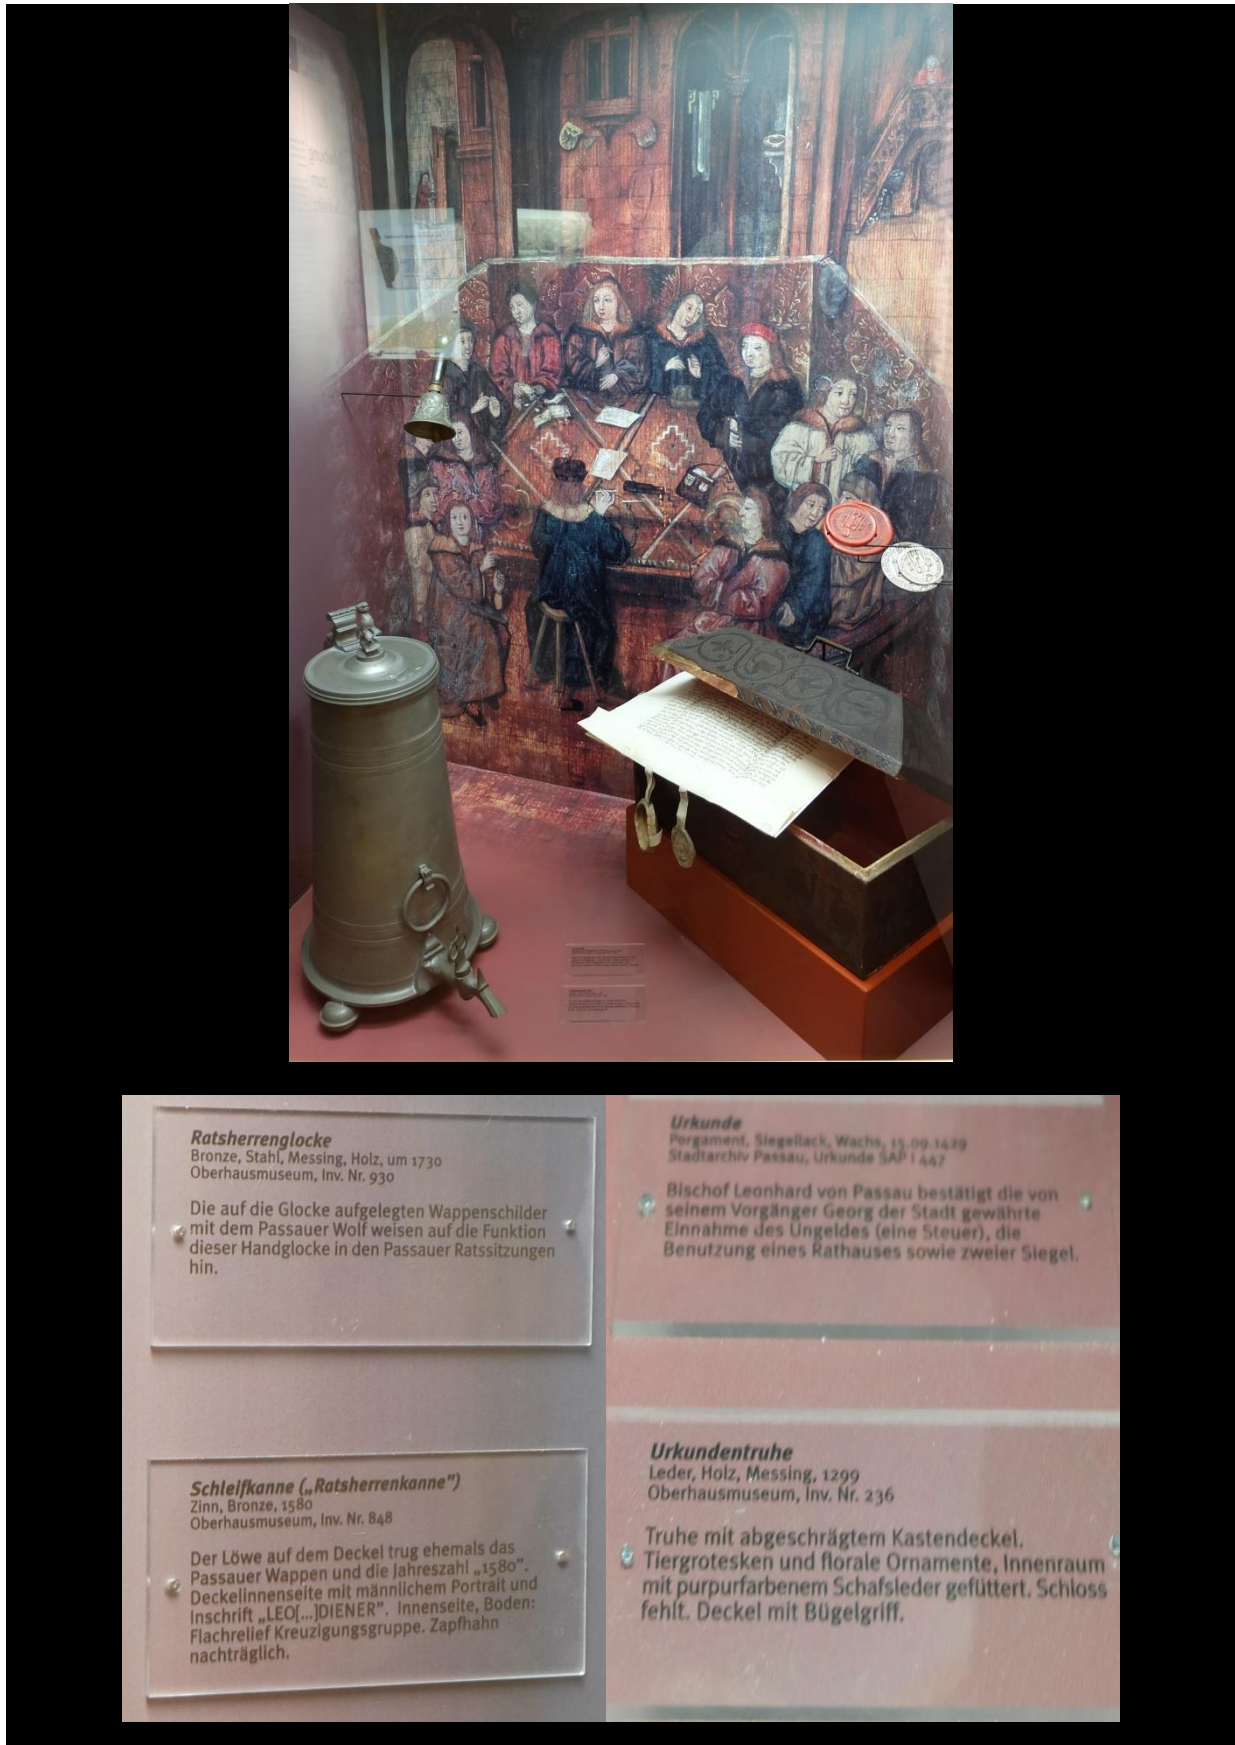 Ratsherrenglocke
Bronze, Stahl, Messing, Holz, um 1730
Oberhausmuseum, Inv. Nr. 930
Die auf die Glocke aufgelegten Wappenschilder
mit dem Passauer Wolf weisen auf die Funktion
dieser Handglocke in den Passauer Ratssitzungen
hin.
Schleifkanne („Ratsherrenkanne")
Zinn, Bronze, 1580
Oberhausmuseum, Inv. Nr. 848
Der Löwe auf dem Deckel trug ehemals das
Passauer Wappen und die Jahreszahl „1580".
Deckelinnenseite mit männlichem Portrait und
Inschrift „LEO[...]DIENER". Innenseite, Boden:
Flachrelief Kreuzigungsgruppe. Zapfhahn
nachträglich.
Urkunde
Pergament, Siegellack, Wachs, 15.09.1429
Stadtarchiv Passau, Urkunde SAP I 447
Bischof Leonhard von Passau bestätigt die von
seinem Vorgänger Georg der Stadt gewährte
Einnahme des Ungeldes (eine Steuer), die
Benutzung eines Rathauses sowie zweier Siegel.
Urkundentruhe
Leder, Holz, Messing, 1299
Oberhausmuseum, Inv. Nr. 236
Truhe mit abgeschrägtem Kastendeckel.
Tiergrotesken und florale Ornamente, Innenraum
mit purpurfarbenem Schafsleder gefüttert. Schloss
fehlt. Deckel mit Bügelgriff.